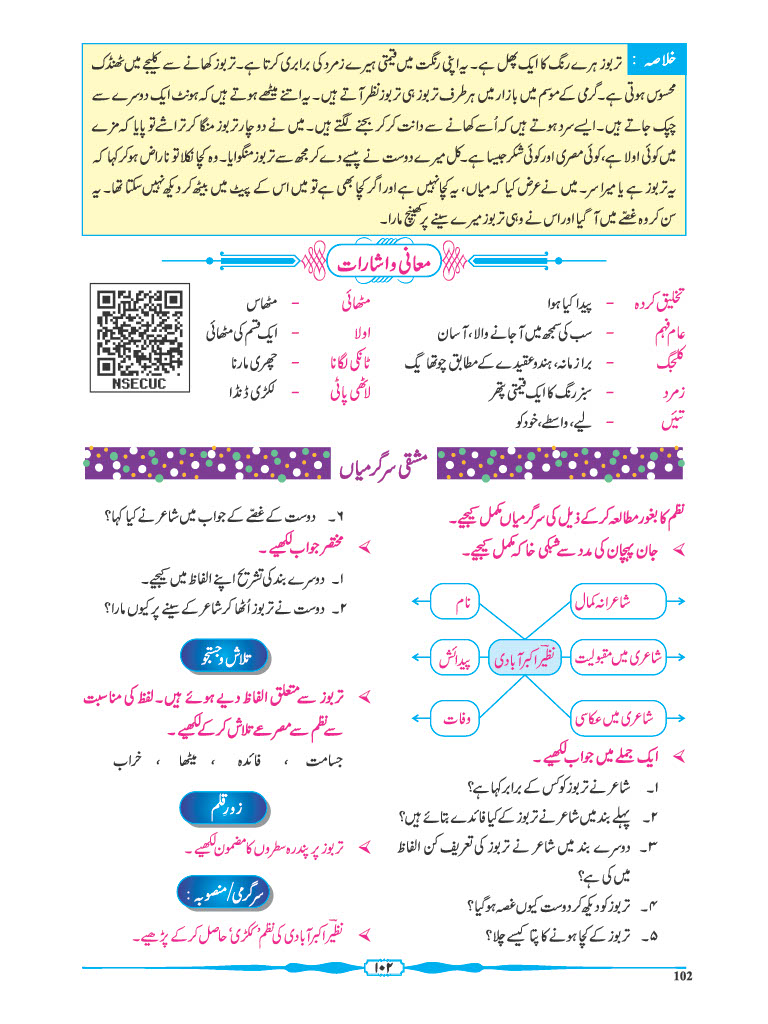 خلاصہ : تربوز ہرے رنگ کا ایک پھل ہے۔ یہ اپنی رنگت میں قیمتی ہیرے زمرد کی برابری کرتا ہے۔ تربوز کھانے سے کلیجے میں ٹھنڈک
محسوس ہوتی ہے۔ گرمی کے موسم میں بازار میں ہر طرف تربوز ہی تربوز نظر آتے ہیں۔ یہ اتنے میٹھے ہوتے ہیں کہ ہونٹ ایک دوسرے سے
چپک جاتے ہیں۔ ایسے سرد ہوتے ہیں کہ اُسے کھانے سے دانت کر کر بجنے لگتے ہیں۔ میں نے دو چار تربوز منگا کر تراشے تو پایا کہ مزے
میں کوئی اولا ہے، کوئی مصری اور کوئی شکر جیسا ہے۔ کل میرے دوست نے پیسے دے کر مجھ سے تربوز منگوایا۔ وہ کچا نکلا تو ناراض ہو کر کہا کہ
یہ تربوز ہے یا میرا سر۔ میں نے عرض کیا کہ میاں، یہ کچا نہیں ہے اور اگر کچا بھی ہے تو میں اس کے پیٹ میں بیٹھ کر دیکھ نہیں سکتا تھا۔ یہ
سن کر وہ غصّے میں آ گیا اور اس نے وہی تربوز میرے سینے پر کھینچ مارا۔
معانی و اشارات
تخلیق کردہ - پیدا کیا ہوا
عام فہم - سب کی سمجھ میں آ جانے والا، آسان
کلجگ - برا زمانہ، ہندو عقیدے کے مطابق چوتھا یگ
زمرد - سبز رنگ کا ایک قیمتی پتھر
تئیں - لیے، واسطے، خود کو
مٹھائی - مٹھاس
اولا - ایک قسم کی مٹھائی
ٹانکی لگانا - چھری مارنا
لاٹھی پاٹی - لکڑی ڈنڈا
NSECUC
مشقی سرگرمیاں
نظم کا بغور مطالعہ کر کے ذیل کی سرگرمیاں مکمل کیجیے۔
جان پہچان کی مدد سے شبکی خاکہ مکمل کیجیے۔
شاعرانہ کمال
نام
شاعری میں مقبولیت
نظیر اکبر آبادی
پیدائش
شاعری میں عکاسی
وفات
ایک جملے میں جواب لکھیے۔
۱۔ شاعر نے تربوز کو کس کے برابر کہا ہے؟
۲۔ پہلے بند میں شاعر نے تربوز کے کیا فائدے بتائے ہیں؟
۳۔ دوسرے بند میں شاعر نے تربوز کی تعریف کن الفاظ
میں کی ہے؟
۴۔ تربوز کو دیکھ کر دوست کیوں غصہ ہو گیا؟
۵۔ تربوز کے کچا ہونے کا پتا کیسے چلا؟
۶۔ دوست کے غصّے کے جواب میں شاعر نے کیا کہا؟
مختصر جواب لکھیے۔
۱۔ دوسرے بند کی تشریح اپنے الفاظ میں کیجیے۔
۲۔ دوست نے تربوز اُٹھا کر شاعر کے سینے پر کیوں مارا؟
تلاش و جستجو
تربوز سے متعلق الفاظ دیے ہوئے ہیں۔ لفظ کی مناسبت
سے نظم سے مصرعے تلاش کر کے لکھیے۔
جسامت ، فائدہ ، میٹھا ، خراب
زورِ قلم
تربوز پر پندرہ سطروں کا مضمون لکھیے۔
سرگرمی/منصوبہ :
نظیر اکبر آبادی کی نظم ’ککڑی‘ حاصل کر کے پڑھیے۔
۱۰۲
102